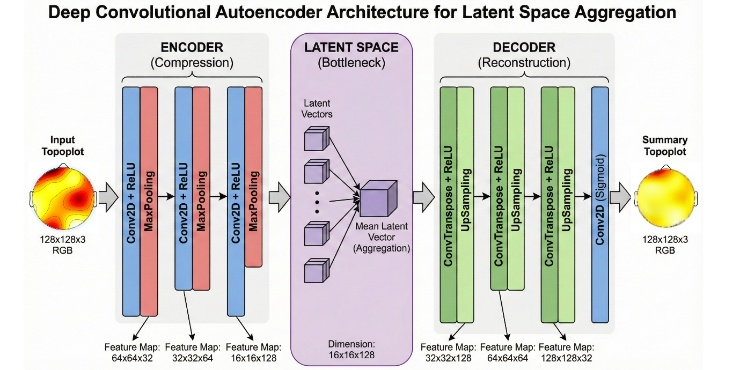 Deep Convolutional Autoencoder Architecture for Latent Space Aggregation
ENCODER
(Compression)
LATENT SPACE
(Bottleneck)
DECODER
(Reconstruction)
Input
Topoplot
128x128x3
RGB
Conv2D + ReLU
MaxPooling
Conv2D + ReLU
MaxPooling
Conv2D + ReLU
MaxPooling
Feature Map:
64x64x32
Feature Map:
32x32x64
Feature Map:
16x16x128
Latent
Vectors
Mean Latent
Vector
(Aggregation)
Dimension:
16x16x128
ConvTranspose + ReLU
UpSampling
ConvTranspose + ReLU
UpSampling
ConvTranspose + ReLU
UpSampling
Conv2D (Sigmoid)
Feature Map:
32x32x128
Feature Map:
64x64x64
Feature Map:
128x128x32
Summary
Topoplot
128x128x3
RGB